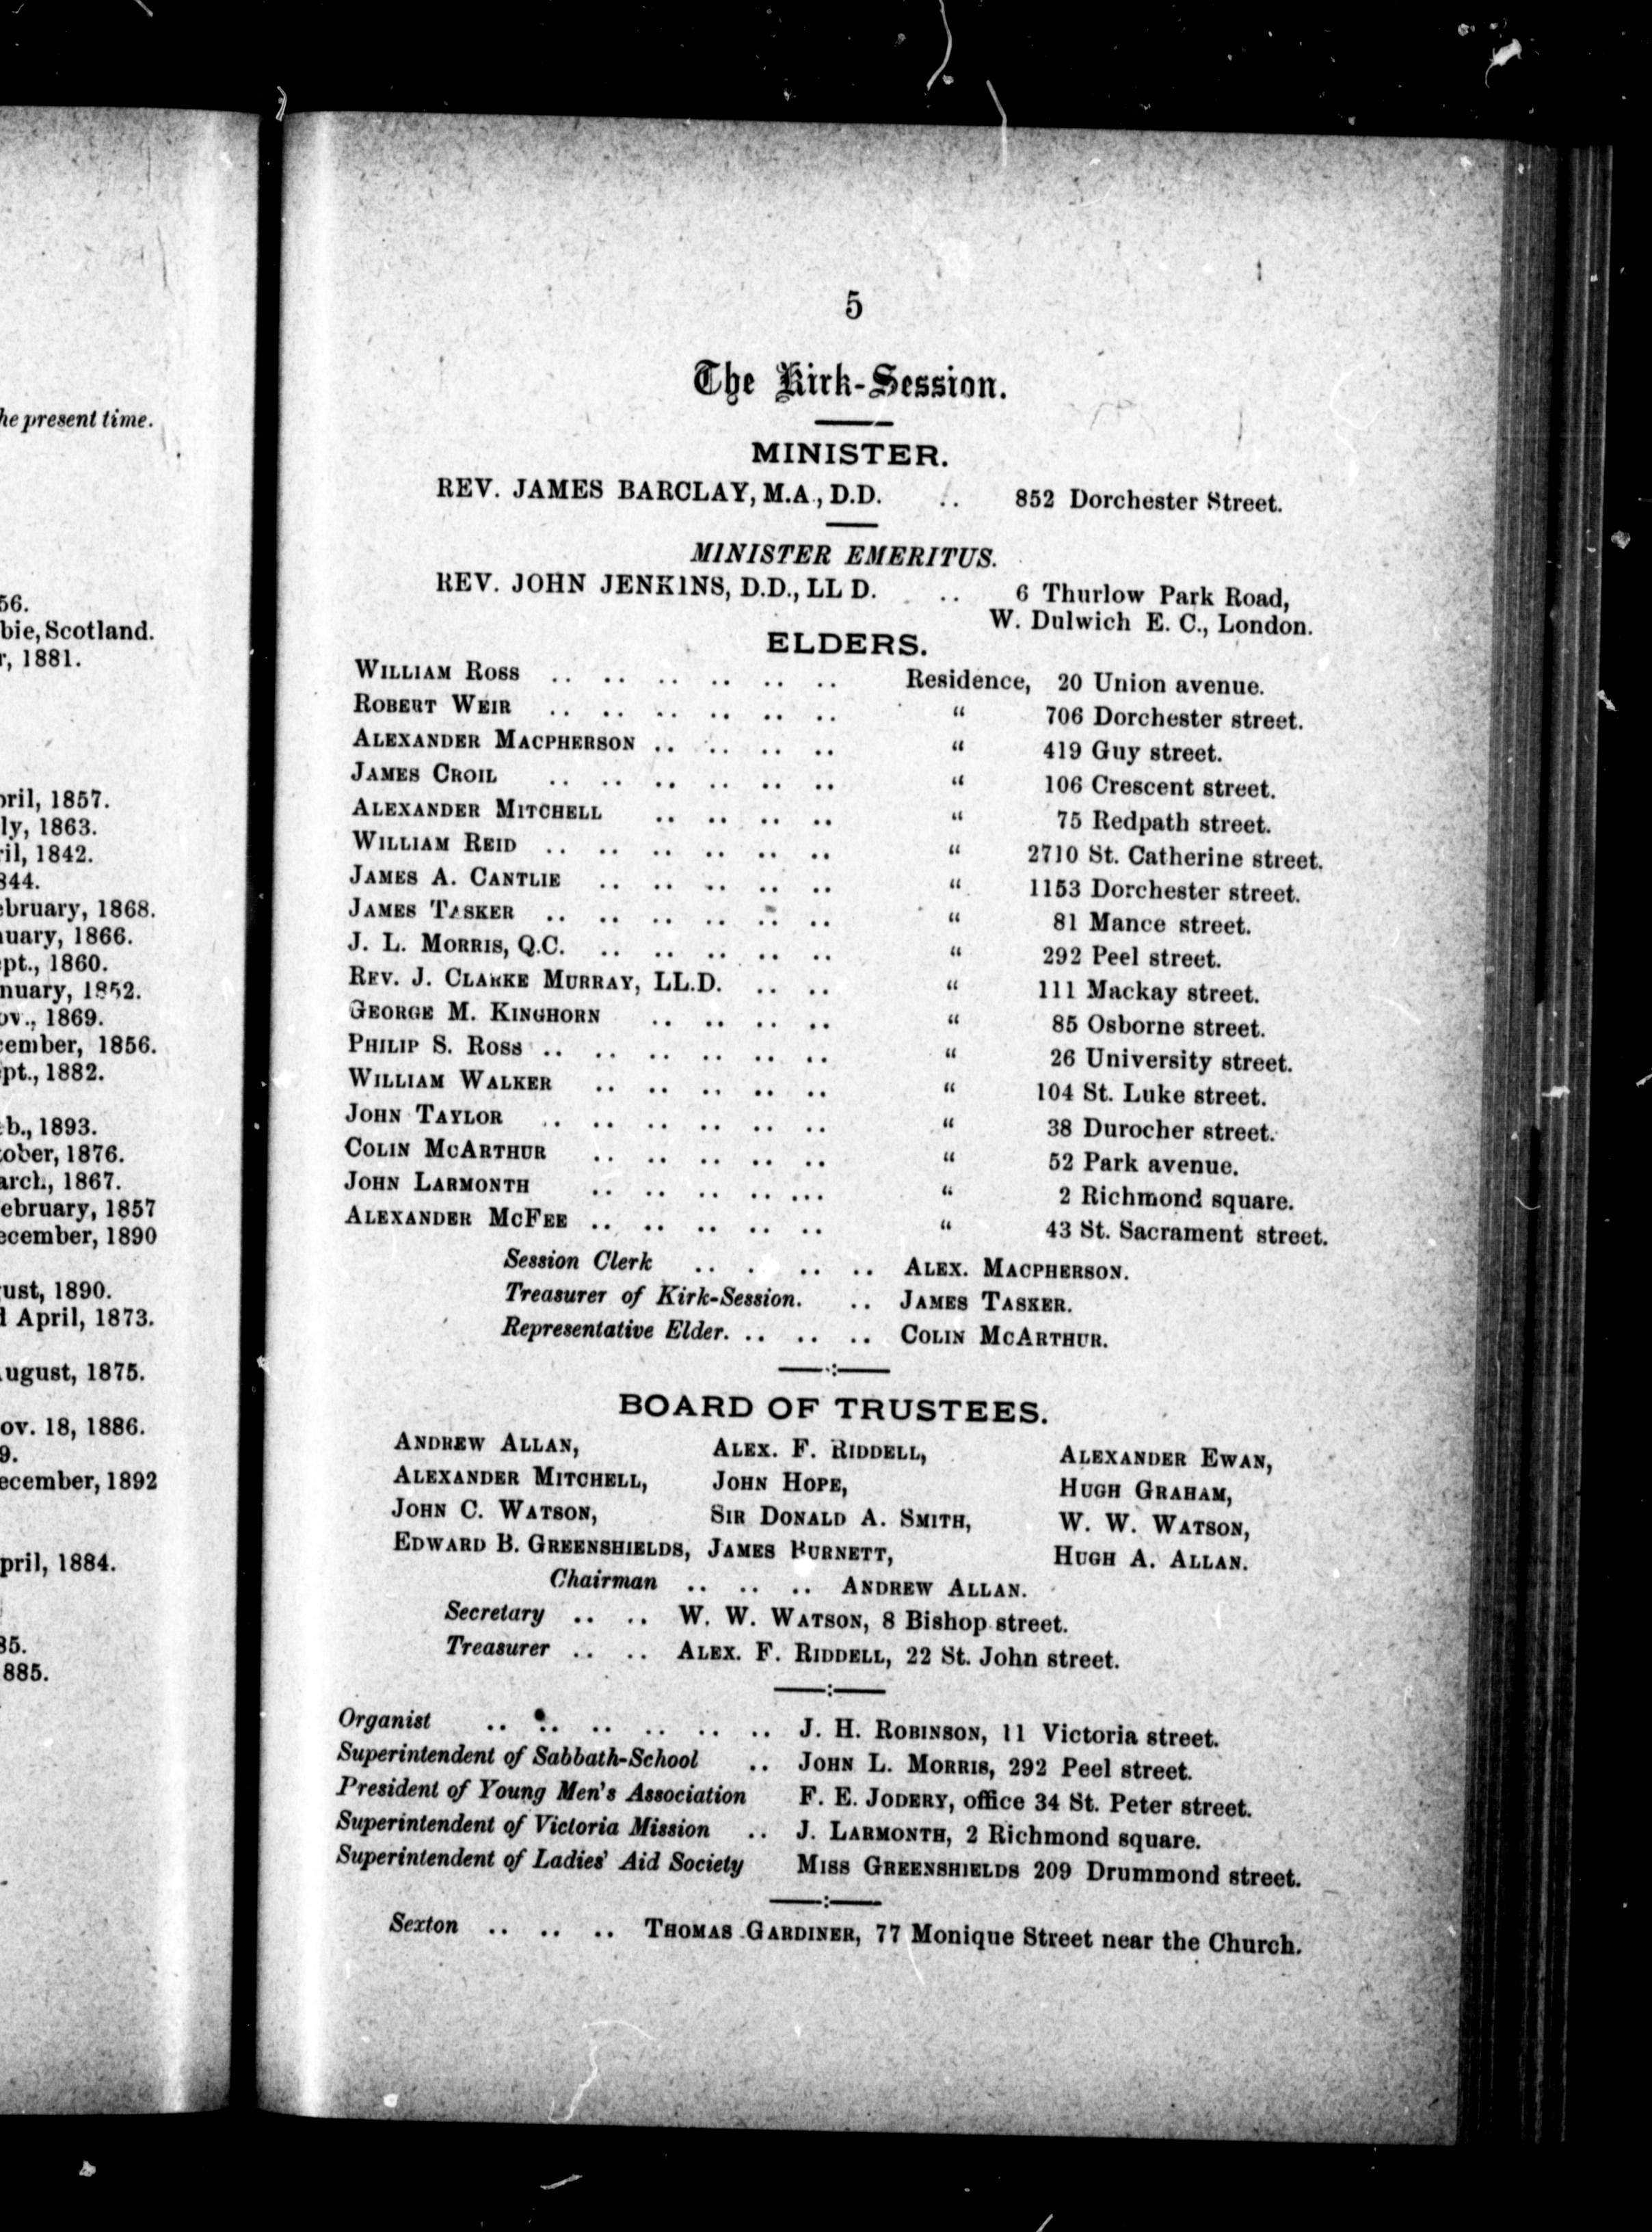 he present time.
56.
bie, Scotland.
r, 1881.
pril, 1857.
ly, 1863.
ril, 1842.
844.
ebruary, 1868.
nuary, 1866.
pt., 1860.
nuary, 1852.
ov., 1869.
cember, 1856.
pt., 1882.
b., 1893.
tober, 1876.
arch, 1867.
ebruary, 1857
ecember, 1890
ust, 1890.
April, 1873.
ugust, 1875.
ov. 18, 1886.
9.
ecember, 1892
pril, 1884.
85.
885.
5
The Kirk-Session.
MINISTER.
REV. JAMES BARCLAY, M.A., D.D. .. 852 Dorchester Street.
MINISTER EMERITUS.
REV. JOHN JENKINS, D.D., LL D. .. 6 Thurlow Park Road,
W. Dulwich E. C., London.
ELDERS.
WILLIAM ROSS .. .. .. .. .. .. Residence, 20 Union avenue.
ROBERT WEIR .. .. .. .. .. .. “ 706 Dorchester street.
ALEXANDER MACPHERSON .. .. .. .. “ 419 Guy street.
JAMES CROIL .. .. .. .. .. .. “ 106 Crescent street.
ALEXANDER MITCHELL .. .. .. .. “ 75 Redpath street.
WILLIAM REID .. .. .. .. .. .. “ 2710 St. Catherine street.
JAMES A. CANTLIE .. .. .. .. .. “ 1153 Dorchester street.
JAMES TASKER .. .. .. .. .. .. “ 81 Mance street.
J. L. MORRIS, Q.C. .. .. .. .. .. “ 292 Peel street.
REV. J. CLARKE MURRAY, LL.D. .. .. “ 111 Mackay street.
GEORGE M. KINGHORN .. .. .. .. “ 85 Osborne street.
PHILIP S. ROSS .. .. .. .. .. .. “ 26 University street.
WILLIAM WALKER .. .. .. .. .. “ 104 St. Luke street.
JOHN TAYLOR .. .. .. .. .. .. “ 38 Durocher street.
COLIN MCARTHUR .. .. .. .. .. “ 52 Park avenue.
JOHN LARMONTH .. .. .. .. ... “ 2 Richmond square.
ALEXANDER MCFEE .. .. .. .. .. “ 43 St. Sacrament street.
Session Clerk .. . .. .. ALEX. MACPHERSON.
Treasurer of Kirk-Session. .. JAMES TASKER.
Representative Elder. .. .. .. COLIN MCARTHUR.
BOARD OF TRUSTEES.
ANDREW ALLAN, ALEX. F. RIDDELL, ALEXANDER EWAN,
ALEXANDER MITCHELL, JOHN HOPE, HUGH GRAHAM,
JOHN C. WATSON, SIR DONALD A. SMITH, W. W. WATSON,
EDWARD B. GREENSHIELDS, JAMES BURNETT, HUGH A. ALLAN.
Chairman .. .. .. ANDREW ALLAN.
Secretary .. .. W. W. WATSON, 8 Bishop street.
Treasurer .. .. ALEX. F. RIDDELL, 22 St. John street.
Organist .. .. .. .. .. .. J. H. ROBINSON, 11 Victoria street.
Superintendent of Sabbath-School .. JOHN L. MORRIS, 292 Peel street.
President of Young Men's Association F. E. JODERY, office 34 St. Peter street.
Superintendent of Victoria Mission .. J. LARMONTH, 2 Richmond square.
Superintendent of Ladies' Aid Society MISS GREENSHIELDS 209 Drummond street.
Sexton .. .. .. THOMAS GARDINER, 77 Monique Street near the Church.